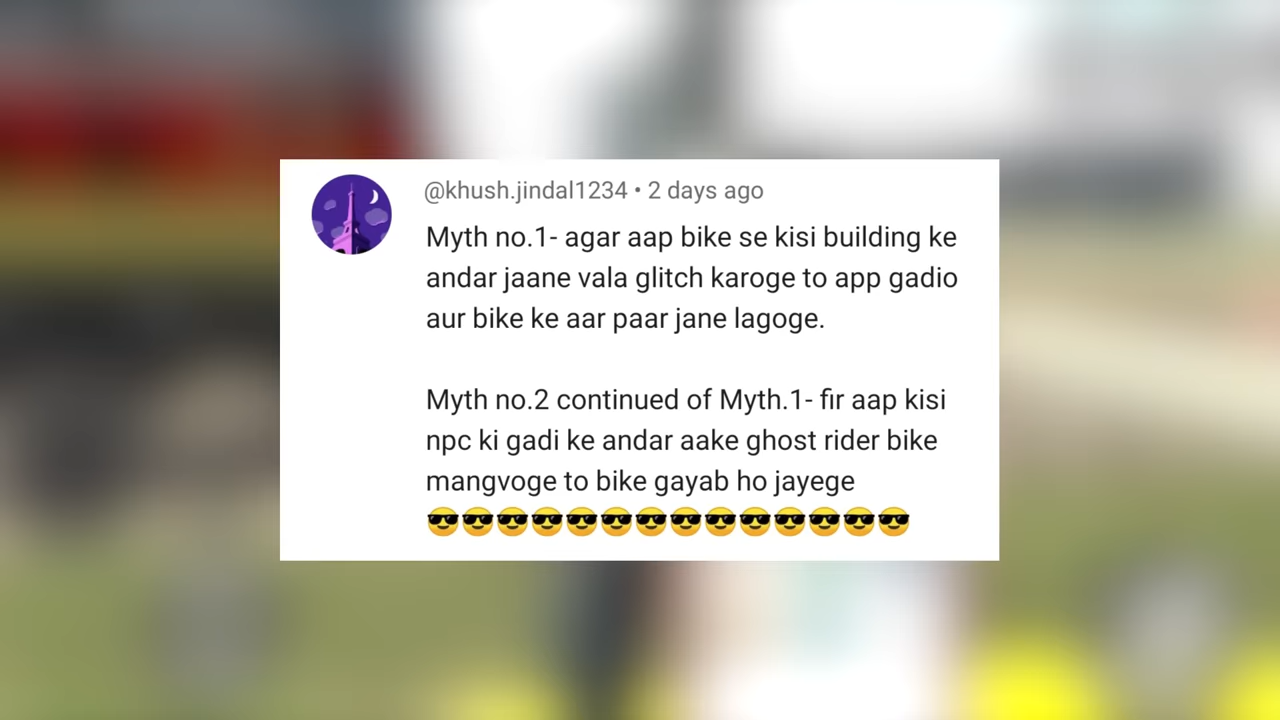 @khush.jindal1234 • 2 days ago
Myth no.1- agar aap bike se kisi building ke
andar jaane vala glitch karoge to app gadio
aur bike ke aar paar jane lagoge.
Myth no.2 continued of Myth.1- fir aap kisi
npc ki gadi ke andar aake ghost rider bike
mangvoge to bike gayab ho jayege
😎😎😎😎😎😎😎😎😎😎😎😎😎😎